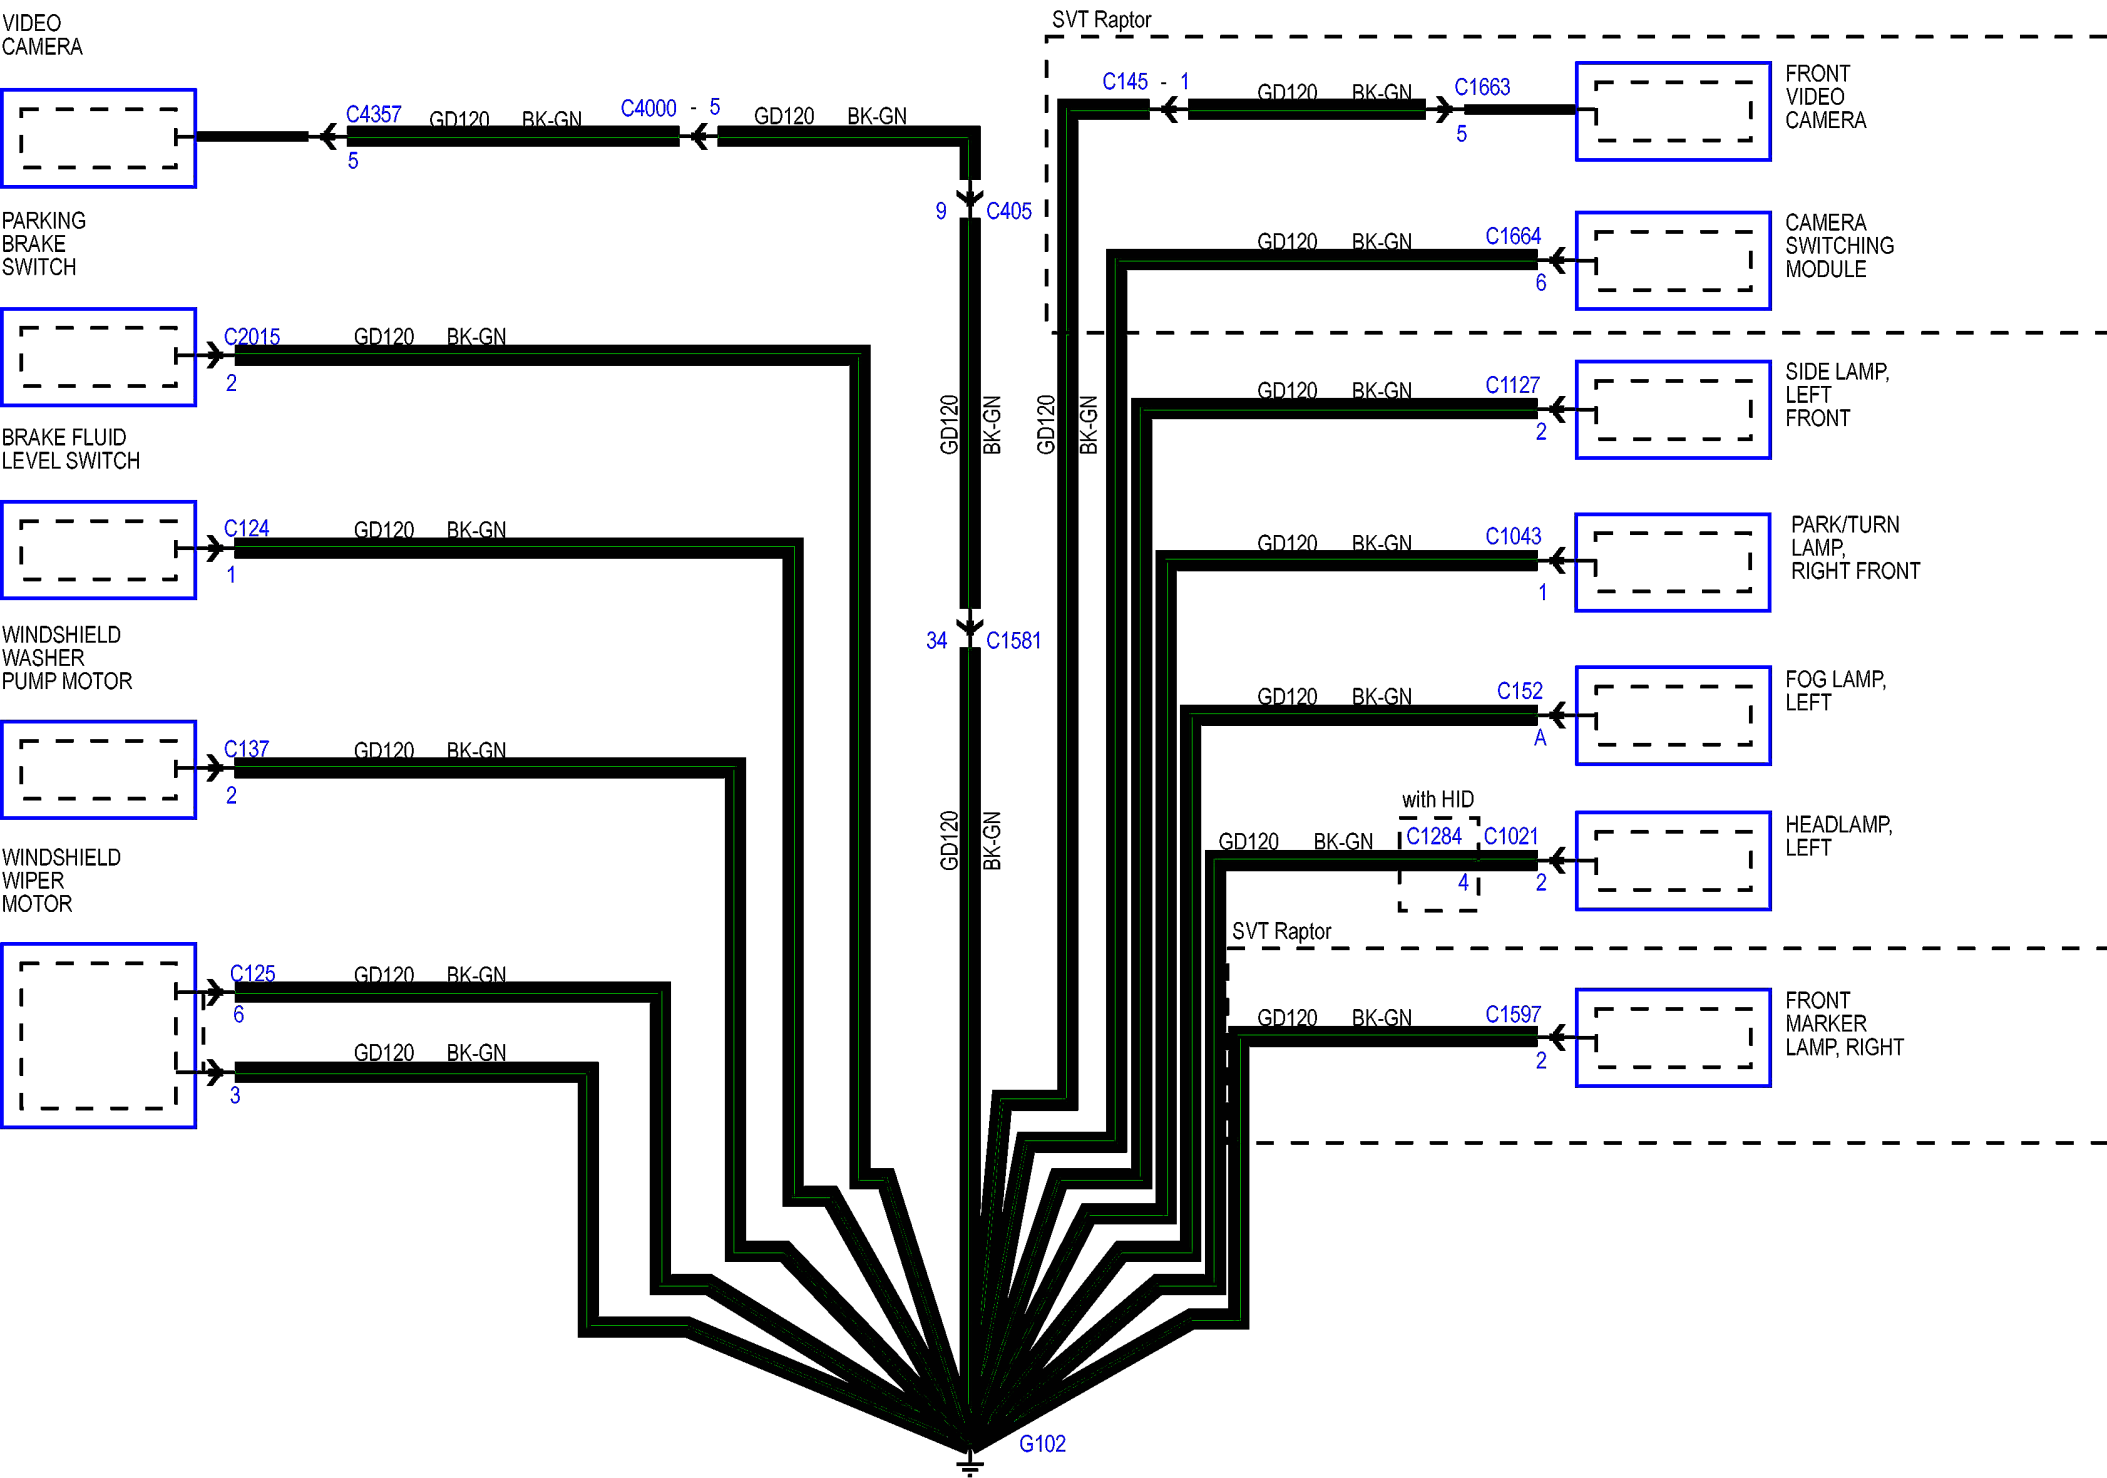 VIDEO
CAMERA
C4357
5
GD120 BK-GN
C4000 - 5
GD120 BK-GN
9 C405
PARKING
BRAKE
SWITCH
C2015
2
GD120 BK-GN
BRAKE FLUID
LEVEL SWITCH
C124
1
GD120 BK-GN
GD120 BK-GN
34 C1581
WINDSHIELD
WASHER
PUMP MOTOR
C137
2
GD120 BK-GN
GD120 BK-GN
WINDSHIELD
WIPER
MOTOR
C125
6
GD120 BK-GN
3
GD120 BK-GN
SVT Raptor
C145 - 1
GD120 BK-GN
C1663
5
FRONT
VIDEO
CAMERA
GD120 BK-GN
C1664
6
CAMERA
SWITCHING
MODULE
GD120 BK-GN
GD120 BK-GN
C1127
2
SIDE LAMP,
LEFT
FRONT
GD120 BK-GN
C1043
1
PARK/TURN
LAMP,
RIGHT FRONT
GD120 BK-GN
C152
A
FOG LAMP,
LEFT
with HID
GD120 BK-GN
C1284
4
C1021
2
HEADLAMP,
LEFT
SVT Raptor
GD120 BK-GN
C1597
2
FRONT
MARKER
LAMP, RIGHT
G102